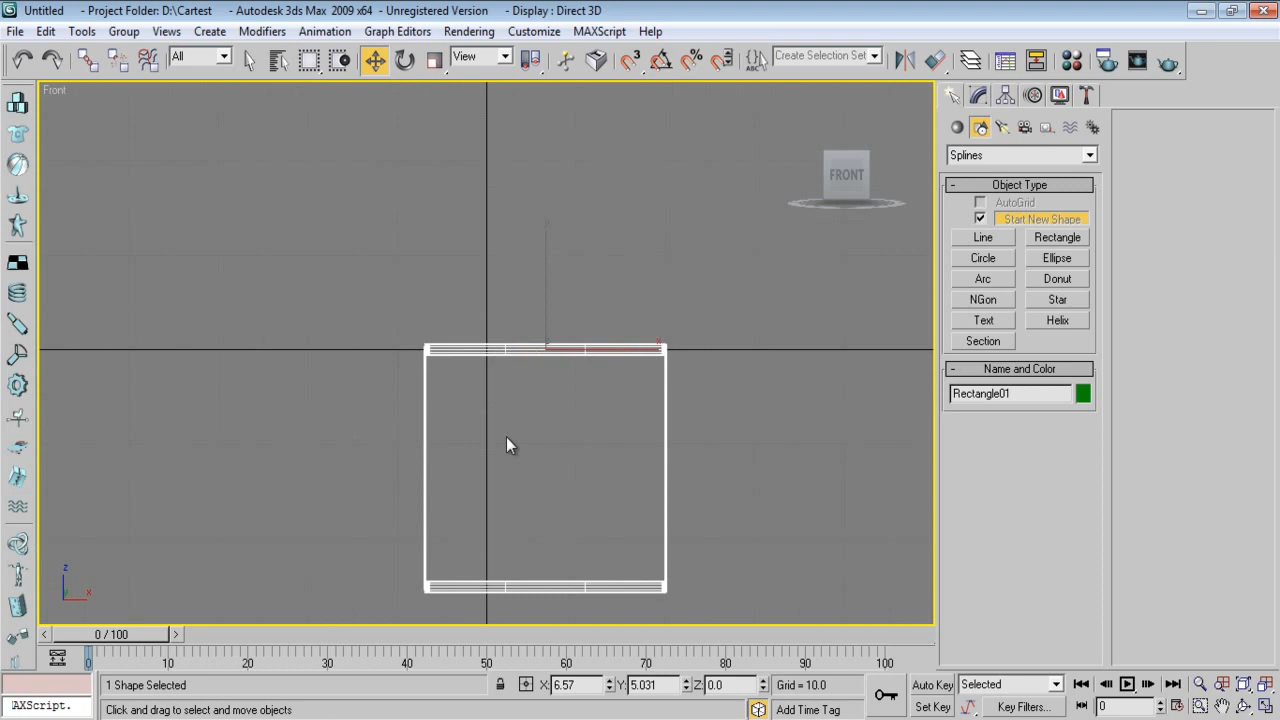 Untitled - Project Folder: D:\Cartest - Autodesk 3ds Max 2009 x64 - Unregistered Version - Display : Direct 3D
File Edit Tools Group Views Create Modifiers Animation Graph Editors Rendering Customize MAXScript Help
All View Create Selection Set
Front
FRONT
Splines
- Object Type
AutoGrid
Start New Shape
Line Rectangle
Circle Ellipse
Arc Donut
NGon Star
Text Helix
Section
- Name and Color
Rectangle01
x
z
x
< 0 / 100 >
0 10 20 30 40 50 60 70 80 90 100
1 Shape Selected X: 6.57 Y: 5.031 Z: 0.0 Grid = 10.0 Auto Key Selected
AXScript. Click and drag to select and move objects Add Time Tag Set Key Key Filters... 0